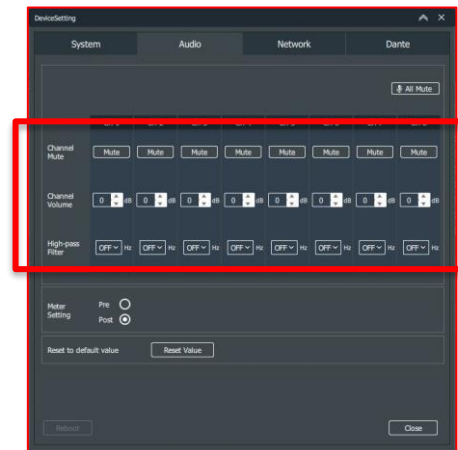 DeviceSetting
System Audio Network Dante
All Mute
Channel Mute Mute Mute Mute Mute Mute Mute Mute Mute
Channel Volume 0 dB 0 dB 0 dB 0 dB 0 dB 0 dB 0 dB 0 dB
High-pass Filter OFF Hz OFF Hz OFF Hz OFF Hz OFF Hz OFF Hz OFF Hz OFF Hz
Meter Setting Pre
Post
Reset to default value Reset Value
Reboot Close